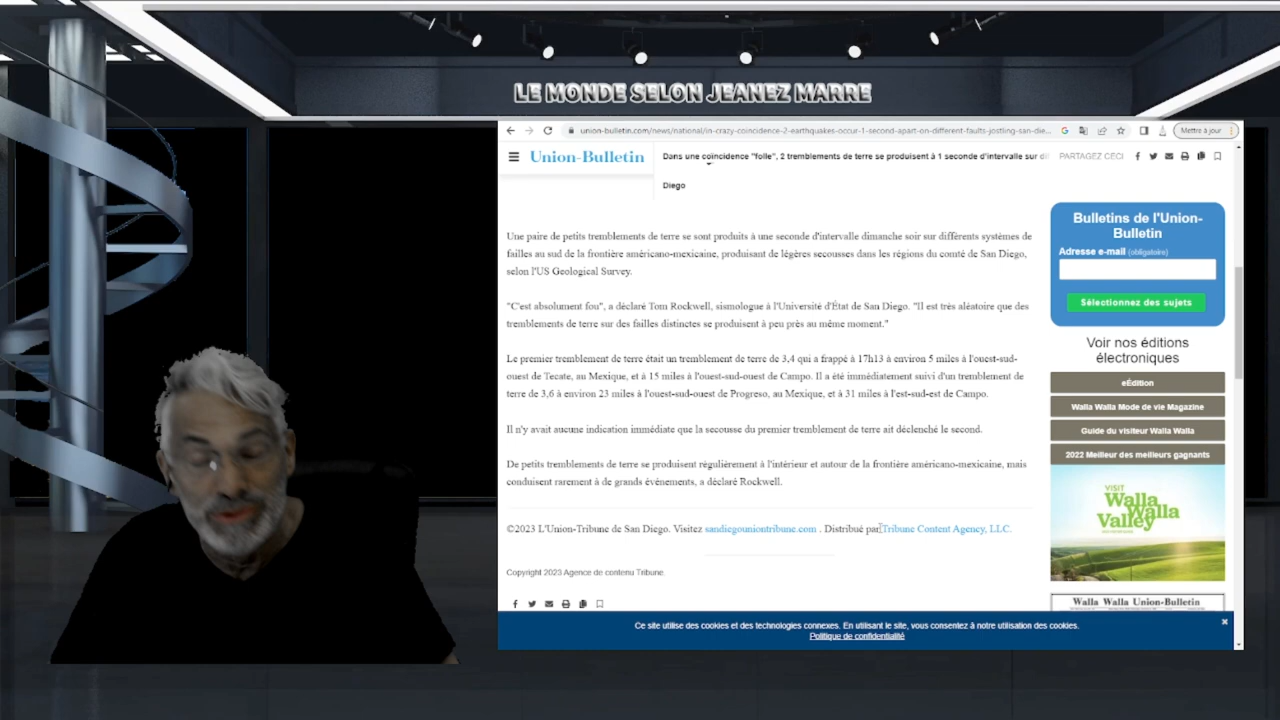 LE MONDE SELON JEANEZ MARRE
union-bulletin.com/news/national/in-crazy-coincidence-2-earthquakes-occur-1-second-apart-on-different-faults-jostling-san-die...
Mettre à jour
Union-Bulletin
Dans une coïncidence "folle", 2 tremblements de terre se produisent à 1 seconde d'intervalle sur di
Diego
PARTAGEZ CECI
Une paire de petits tremblements de terre se sont produits à une seconde d'intervalle dimanche soir sur différents systèmes de
failles au sud de la frontière américano-mexicaine, produisant de légères secousses dans les régions du comté de San Diego,
selon l'US Geological Survey.
"C'est absolument fou", a déclaré Tom Rockwell, sismologue à l'Université d'État de San Diego. "Il est très aléatoire que des
tremblements de terre sur des failles distinctes se produisent à peu près au même moment."
Le premier tremblement de terre était un tremblement de terre de 3,4 qui a frappé à 17h13 à environ 5 miles à l'ouest-sud-
ouest de Tecate, au Mexique, et à 15 miles à l'ouest-sud-ouest de Campo. Il a été immédiatement suivi d'un tremblement de
terre de 3,6 à environ 23 miles à l'ouest-sud-ouest de Progreso, au Mexique, et à 31 miles à l'est-sud-est de Campo.
Il n'y avait aucune indication immédiate que la secousse du premier tremblement de terre ait déclenché le second.
De petits tremblements de terre se produisent régulièrement à l'intérieur et autour de la frontière américano-mexicaine, mais
conduisent rarement à de grands événements, a déclaré Rockwell.
©2023 L'Union-Tribune de San Diego. Visitez sandiegouniontribune.com . Distribué par Tribune Content Agency, LLC.
Copyright 2023 Agence de contenu Tribune.
Bulletins de l'Union-
Bulletin
Adresse e-mail (obligatoire)
Sélectionnez des sujets
Voir nos éditions
électroniques
eÉdition
Walla Walla Mode de vie Magazine
Guide du visiteur Walla Walla
2022 Meilleur des meilleurs gagnants
VISIT
Walla
Walla
Valley
Walla Walla Union-Bulletin
Ce site utilise des cookies et des technologies connexes. En utilisant le site, vous consentez à notre utilisation des cookies.
Politique de confidentialité